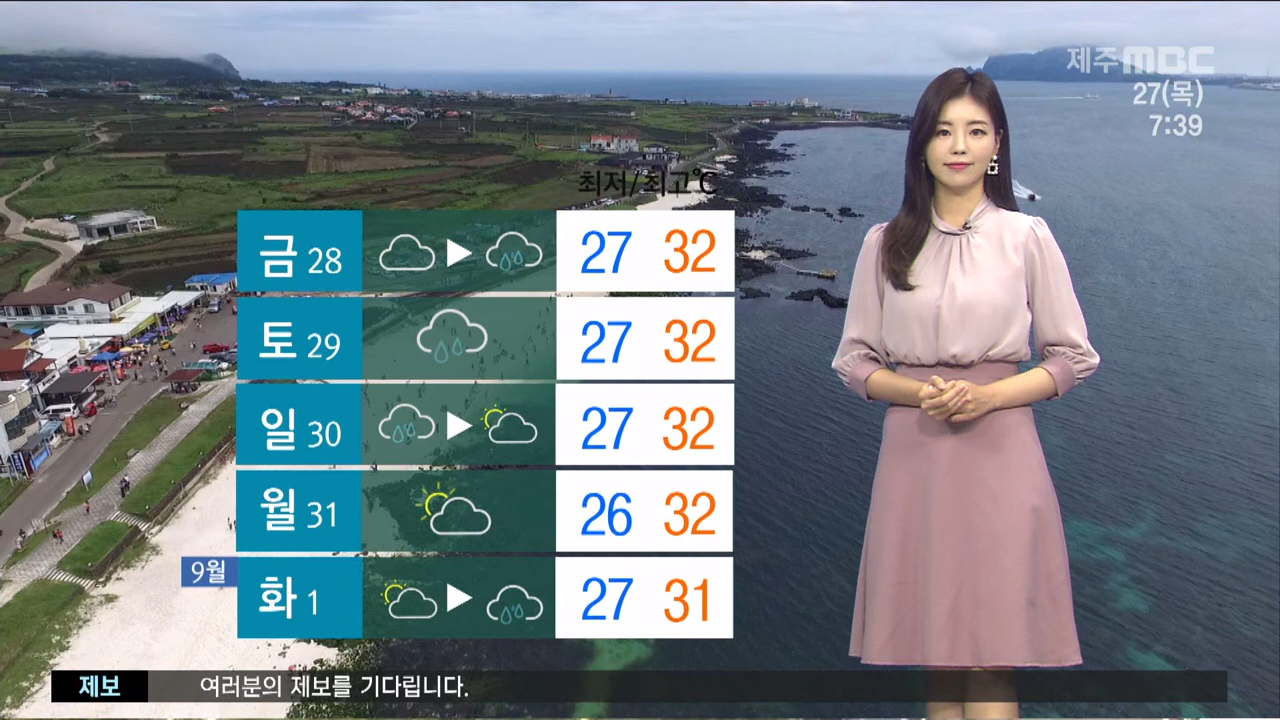 제주MBC
27(목)
7:39
최저/최고℃
금 28 27 32
토 29 27 32
일 30 27 32
월 31 26 32
9월
화 1 27 31
제보 여러분의 제보를 기다립니다.